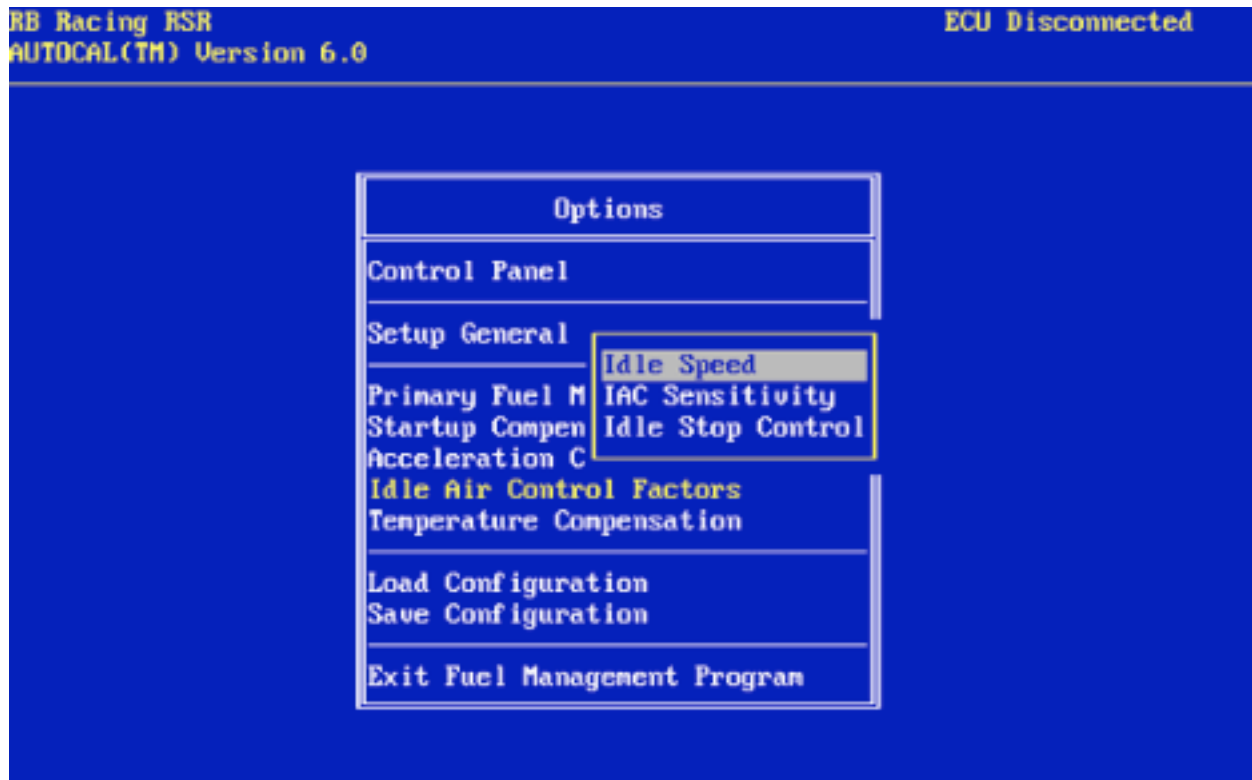 RB Racing RSR ECU Disconnected
AUTOCAL(TM) Version 6.0
Options
Control Panel
Setup General
Idle Speed
Primary Fuel M IAC Sensitivity
Startup Compen Idle Stop Control
Acceleration C
Idle Air Control Factors
Temperature Compensation
Load Configuration
Save Configuration
Exit Fuel Management Program